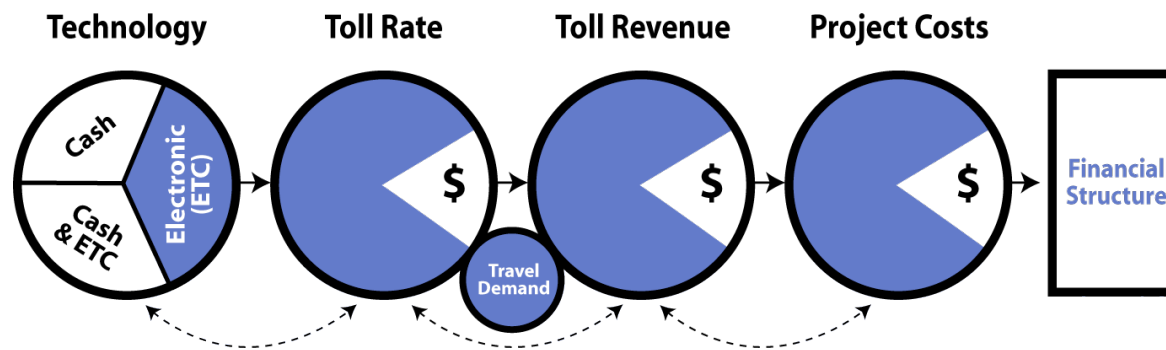 Technology
Toll Rate
Toll Revenue
Project Costs
Cash
Electronic
(ETC)
Cash
& ETC
$
Travel
Demand
$
$
Financial
Structure